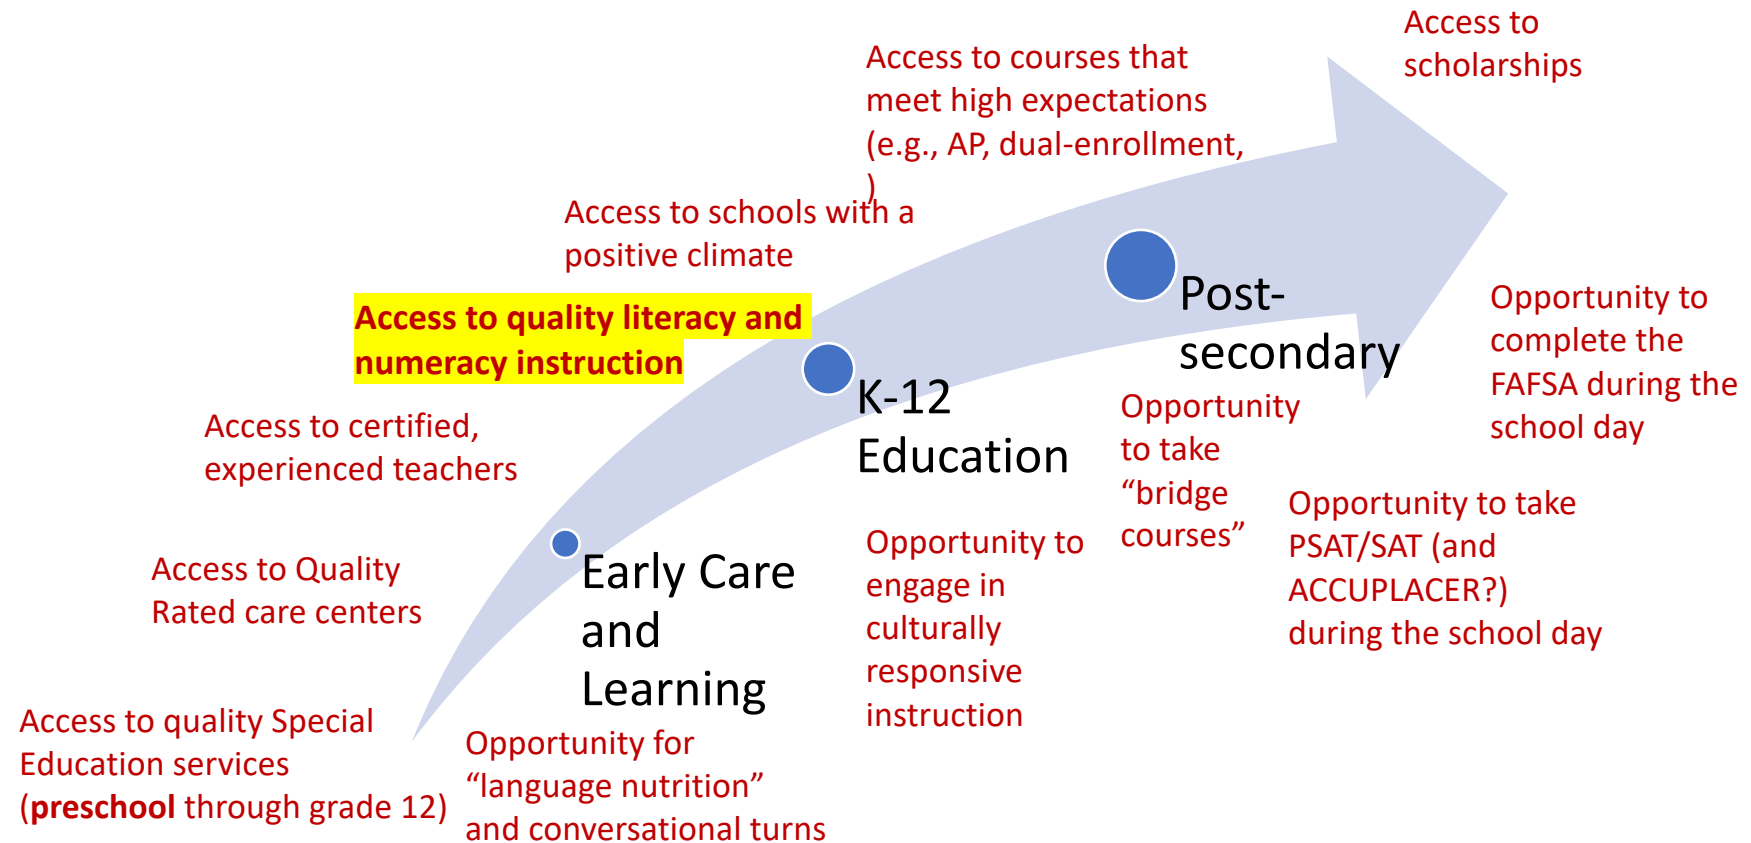 Access to
scholarships
Access to courses that
meet high expectations
(e.g., AP, dual-enrollment,
)
Access to schools with a
positive climate
Access to quality literacy and
numeracy instruction
Access to certified,
experienced teachers
Access to Quality
Rated care centers
Access to quality Special
Education services
(preschool through grade 12)
Early Care
and
Learning
Opportunity for
“language nutrition”
and conversational turns
K-12
Education
Opportunity to
engage in
culturally
responsive
instruction
Post-
secondary
Opportunity
to take
“bridge
courses”
Opportunity to
complete the
FAFSA during the
school day
Opportunity to take
PSAT/SAT (and
ACCUPLACER?)
during the school day